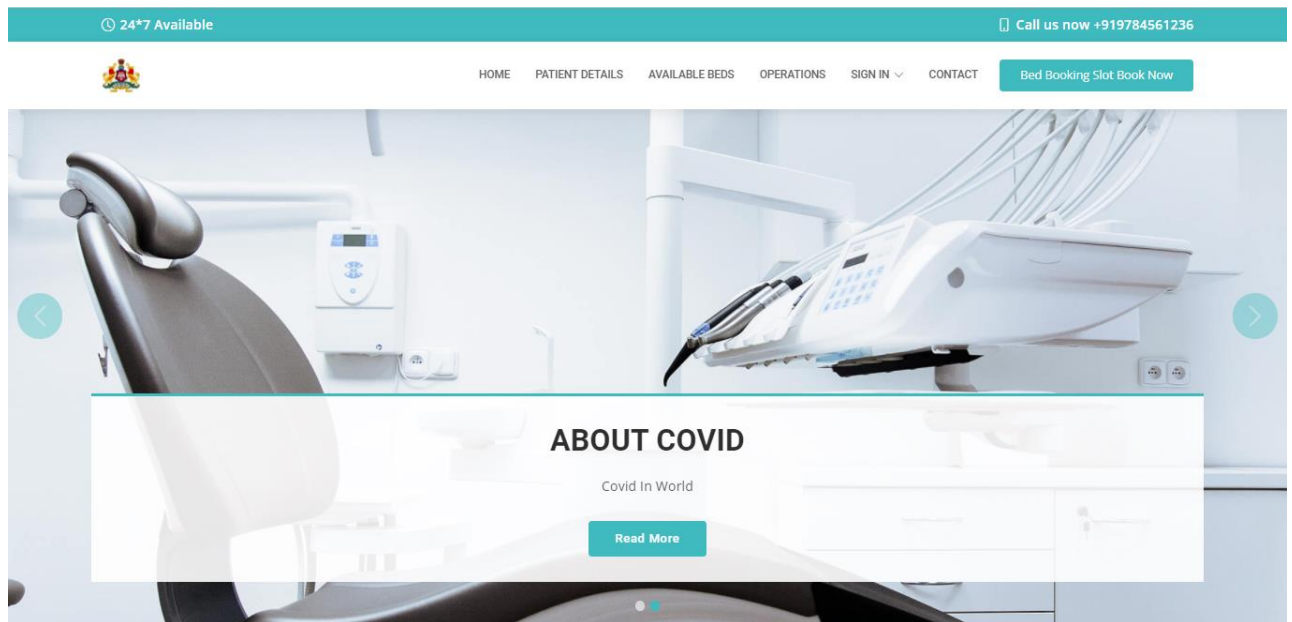 24*7 Available
Call us now +919784561236
HOME PATIENT DETAILS AVAILABLE BEDS OPERATIONS SIGN IN CONTACT Bed Booking Slot Book Now
ABOUT COVID
Covid In World
Read More